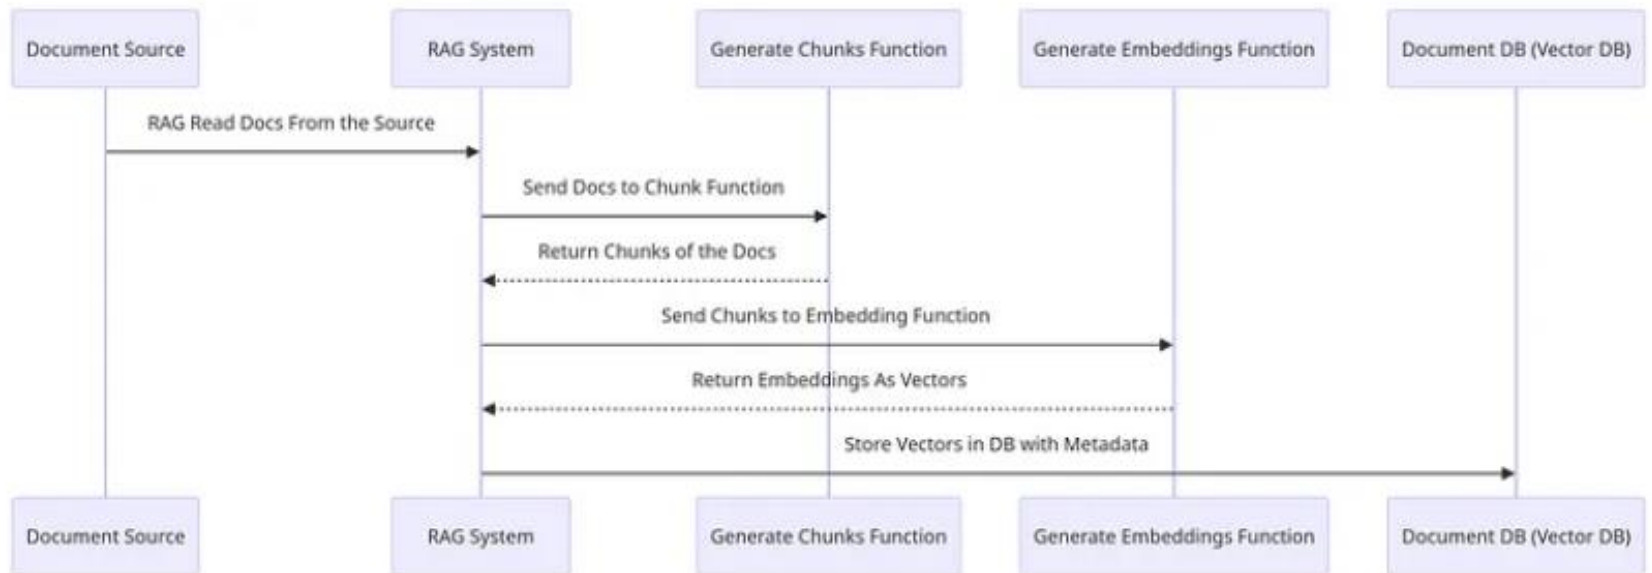 Document Source
RAG System
Generate Chunks Function
Generate Embeddings Function
Document DB (Vector DB)
RAG Read Docs From the Source
Send Docs to Chunk Function
Return Chunks of the Docs
Send Chunks to Embedding Function
Return Embeddings As Vectors
Store Vectors in DB with Metadata
Document Source
RAG System
Generate Chunks Function
Generate Embeddings Function
Document DB (Vector DB)